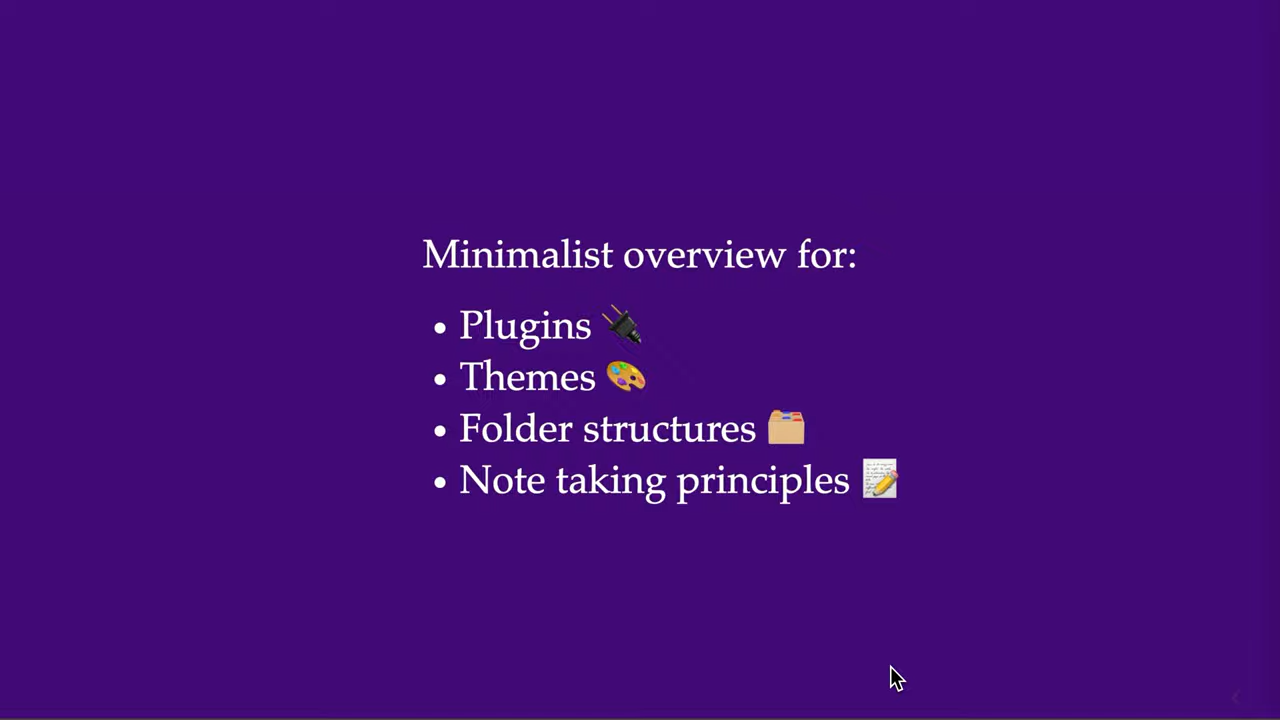 Minimalist overview for:
• Plugins 🔌
• Themes 🎨
• Folder structures 🗂️
• Note taking principles 📝